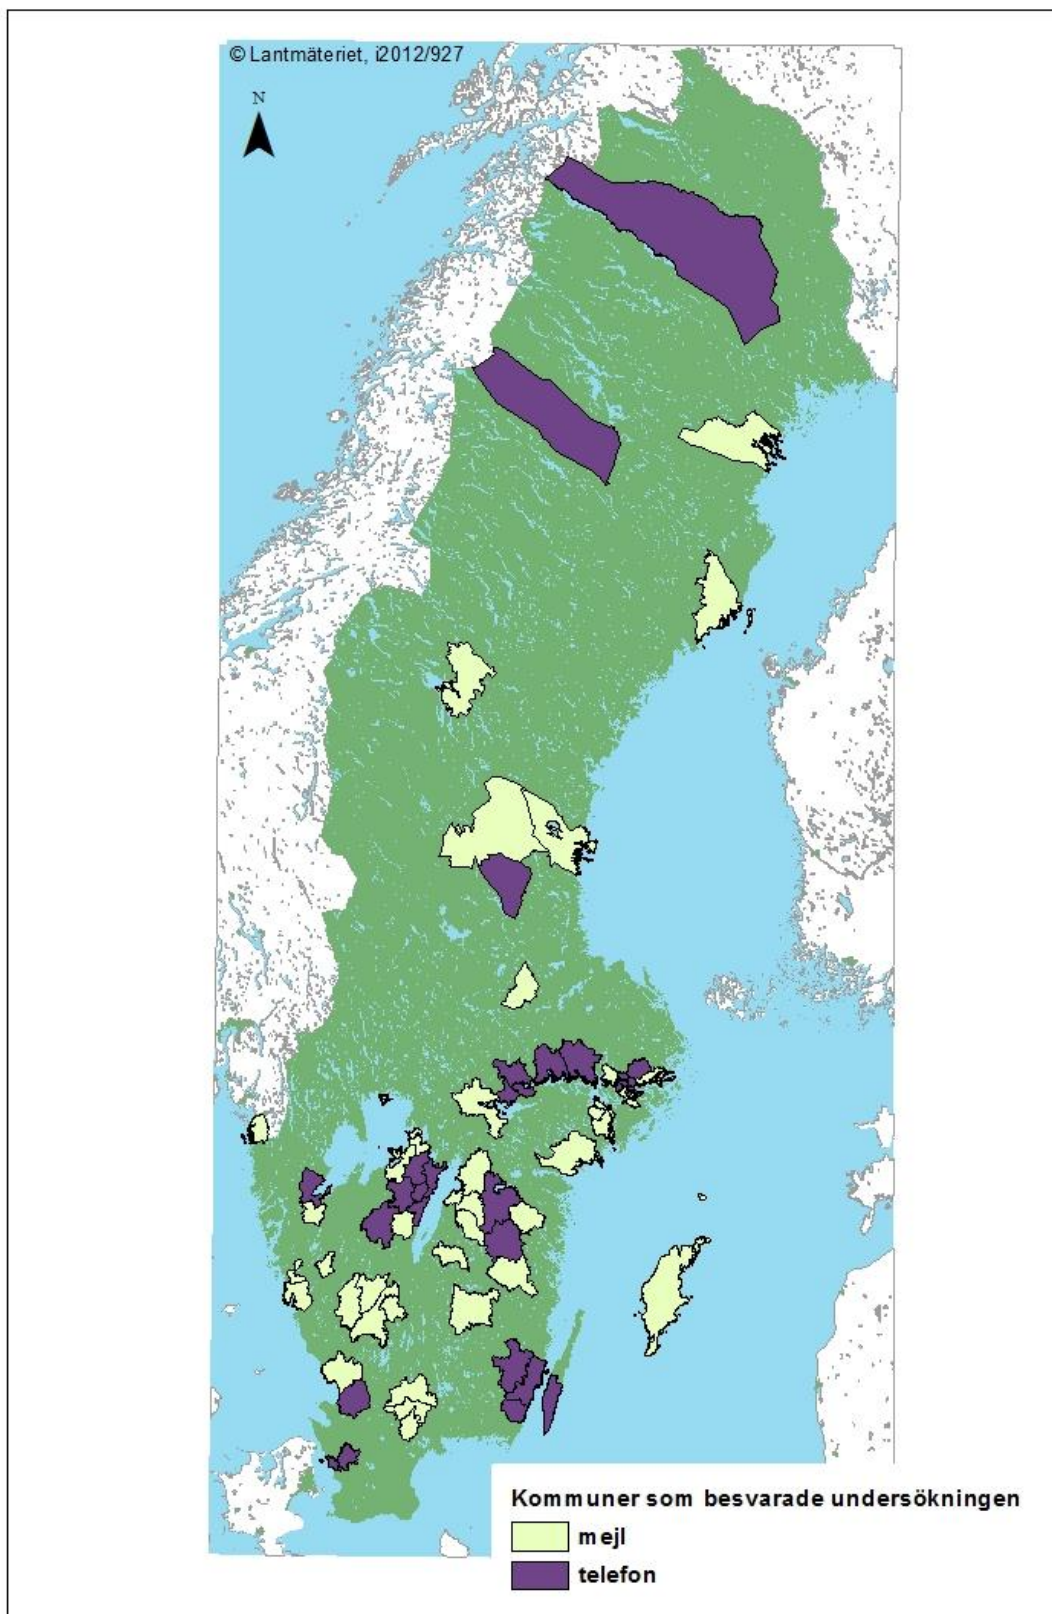 © Lantmäteriet, i2012/927
N
Kommuner som besvarade undersökningen
mejl
telefon